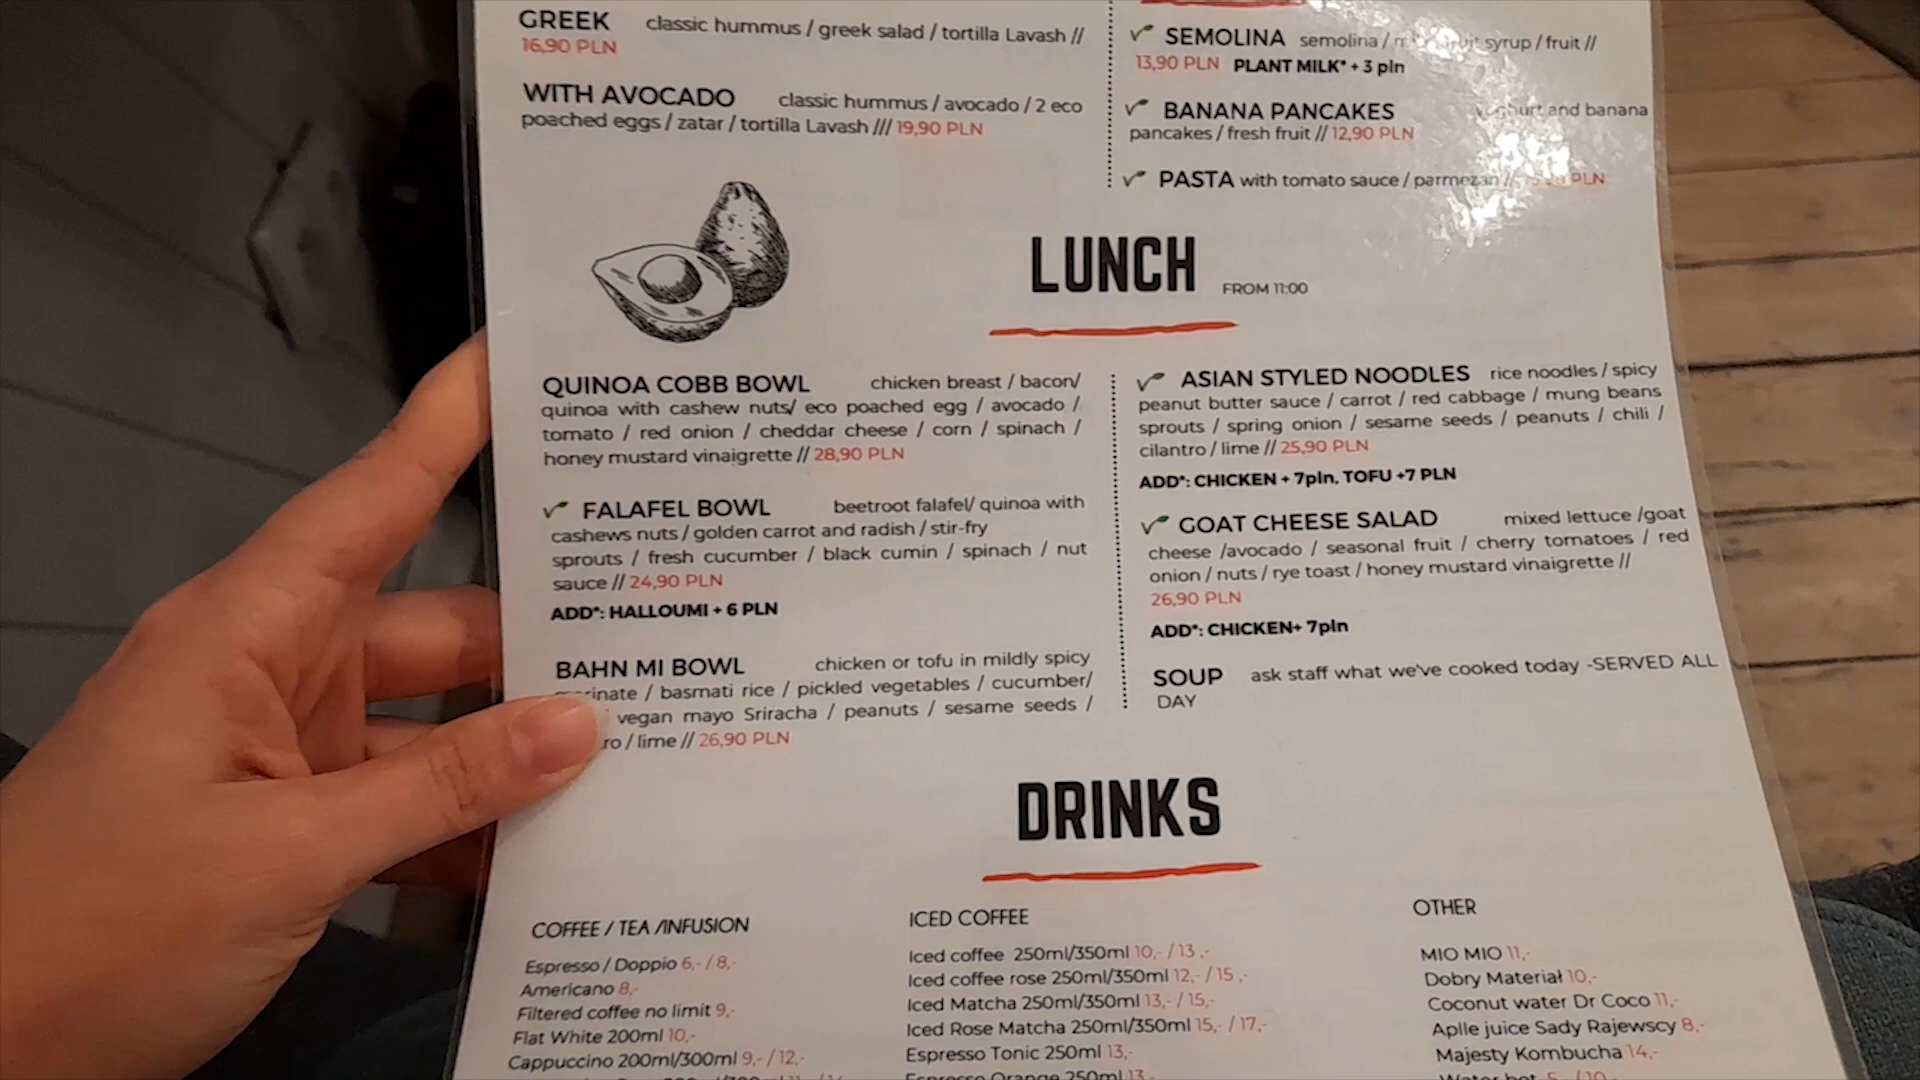 GREEK classic hummus / greek salad / tortilla Lavash //
16,90 PLN
WITH AVOCADO classic hummus / avocado / 2 eco
poached eggs / zatar / tortilla Lavash /// 19,90 PLN
SEMOLINA semolina / syrup / fruit //
13,90 PLN PLANT MILK* + 3 pln
BANANA PANCAKES and banana
pancakes / fresh fruit // 12,90 PLN
PASTA with tomato sauce / parmezan // PLN
LUNCH FROM 11:00
QUINOA COBB BOWL chicken breast / bacon/
quinoa with cashew nuts/ eco poached egg / avocado /
tomato / red onion / cheddar cheese / corn / spinach /
honey mustard vinaigrette // 28,90 PLN
FALAFEL BOWL beetroot falafel/ quinoa with
cashews nuts / golden carrot and radish / stir-fry
sprouts / fresh cucumber / black cumin / spinach / nut
sauce // 24,90 PLN
ADD*: HALLOUMI + 6 PLN
BAHN MI BOWL chicken or tofu in mildly spicy
/ basmati rice / pickled vegetables / cucumber/
vegan mayo Sriracha / peanuts / sesame seeds /
/ lime // 26,90 PLN
ASIAN STYLED NOODLES rice noodles / spicy
peanut butter sauce / carrot / red cabbage / mung beans
sprouts / spring onion / sesame seeds / peanuts / chili /
cilantro / lime // 25,90 PLN
ADD*: CHICKEN + 7pln, TOFU +7 PLN
GOAT CHEESE SALAD mixed lettuce /goat
cheese /avocado / seasonal fruit / cherry tomatoes / red
onion / nuts / rye toast / honey mustard vinaigrette //
26,90 PLN
ADD*: CHICKEN+ 7pln
SOUP ask staff what we've cooked today -SERVED ALL
DAY
DRINKS
COFFEE / TEA /INFUSION
Espresso / Doppio 6,- / 8,-
Americano 8,-
Filtered coffee no limit 9,-
Flat White 200ml 10,-
Cappuccino 200ml/300ml 9,- / 12,-
ICED COFFEE
Iced coffee 250ml/350ml 10,- / 13 ,-
Iced coffee rose 250ml/350ml 12,- / 15 ,-
Iced Matcha 250ml/350ml 13,- / 15,-
Iced Rose Matcha 250ml/350ml 15,- / 17,-
Espresso Tonic 250ml 13,-
Espresso Orange 250ml 13,-
OTHER
MIO MIO 11,-
Dobry Materiał 10,-
Coconut water Dr Coco 11,-
Aplle juice Sady Rajewscy 8,-
Majesty Kombucha 14,-